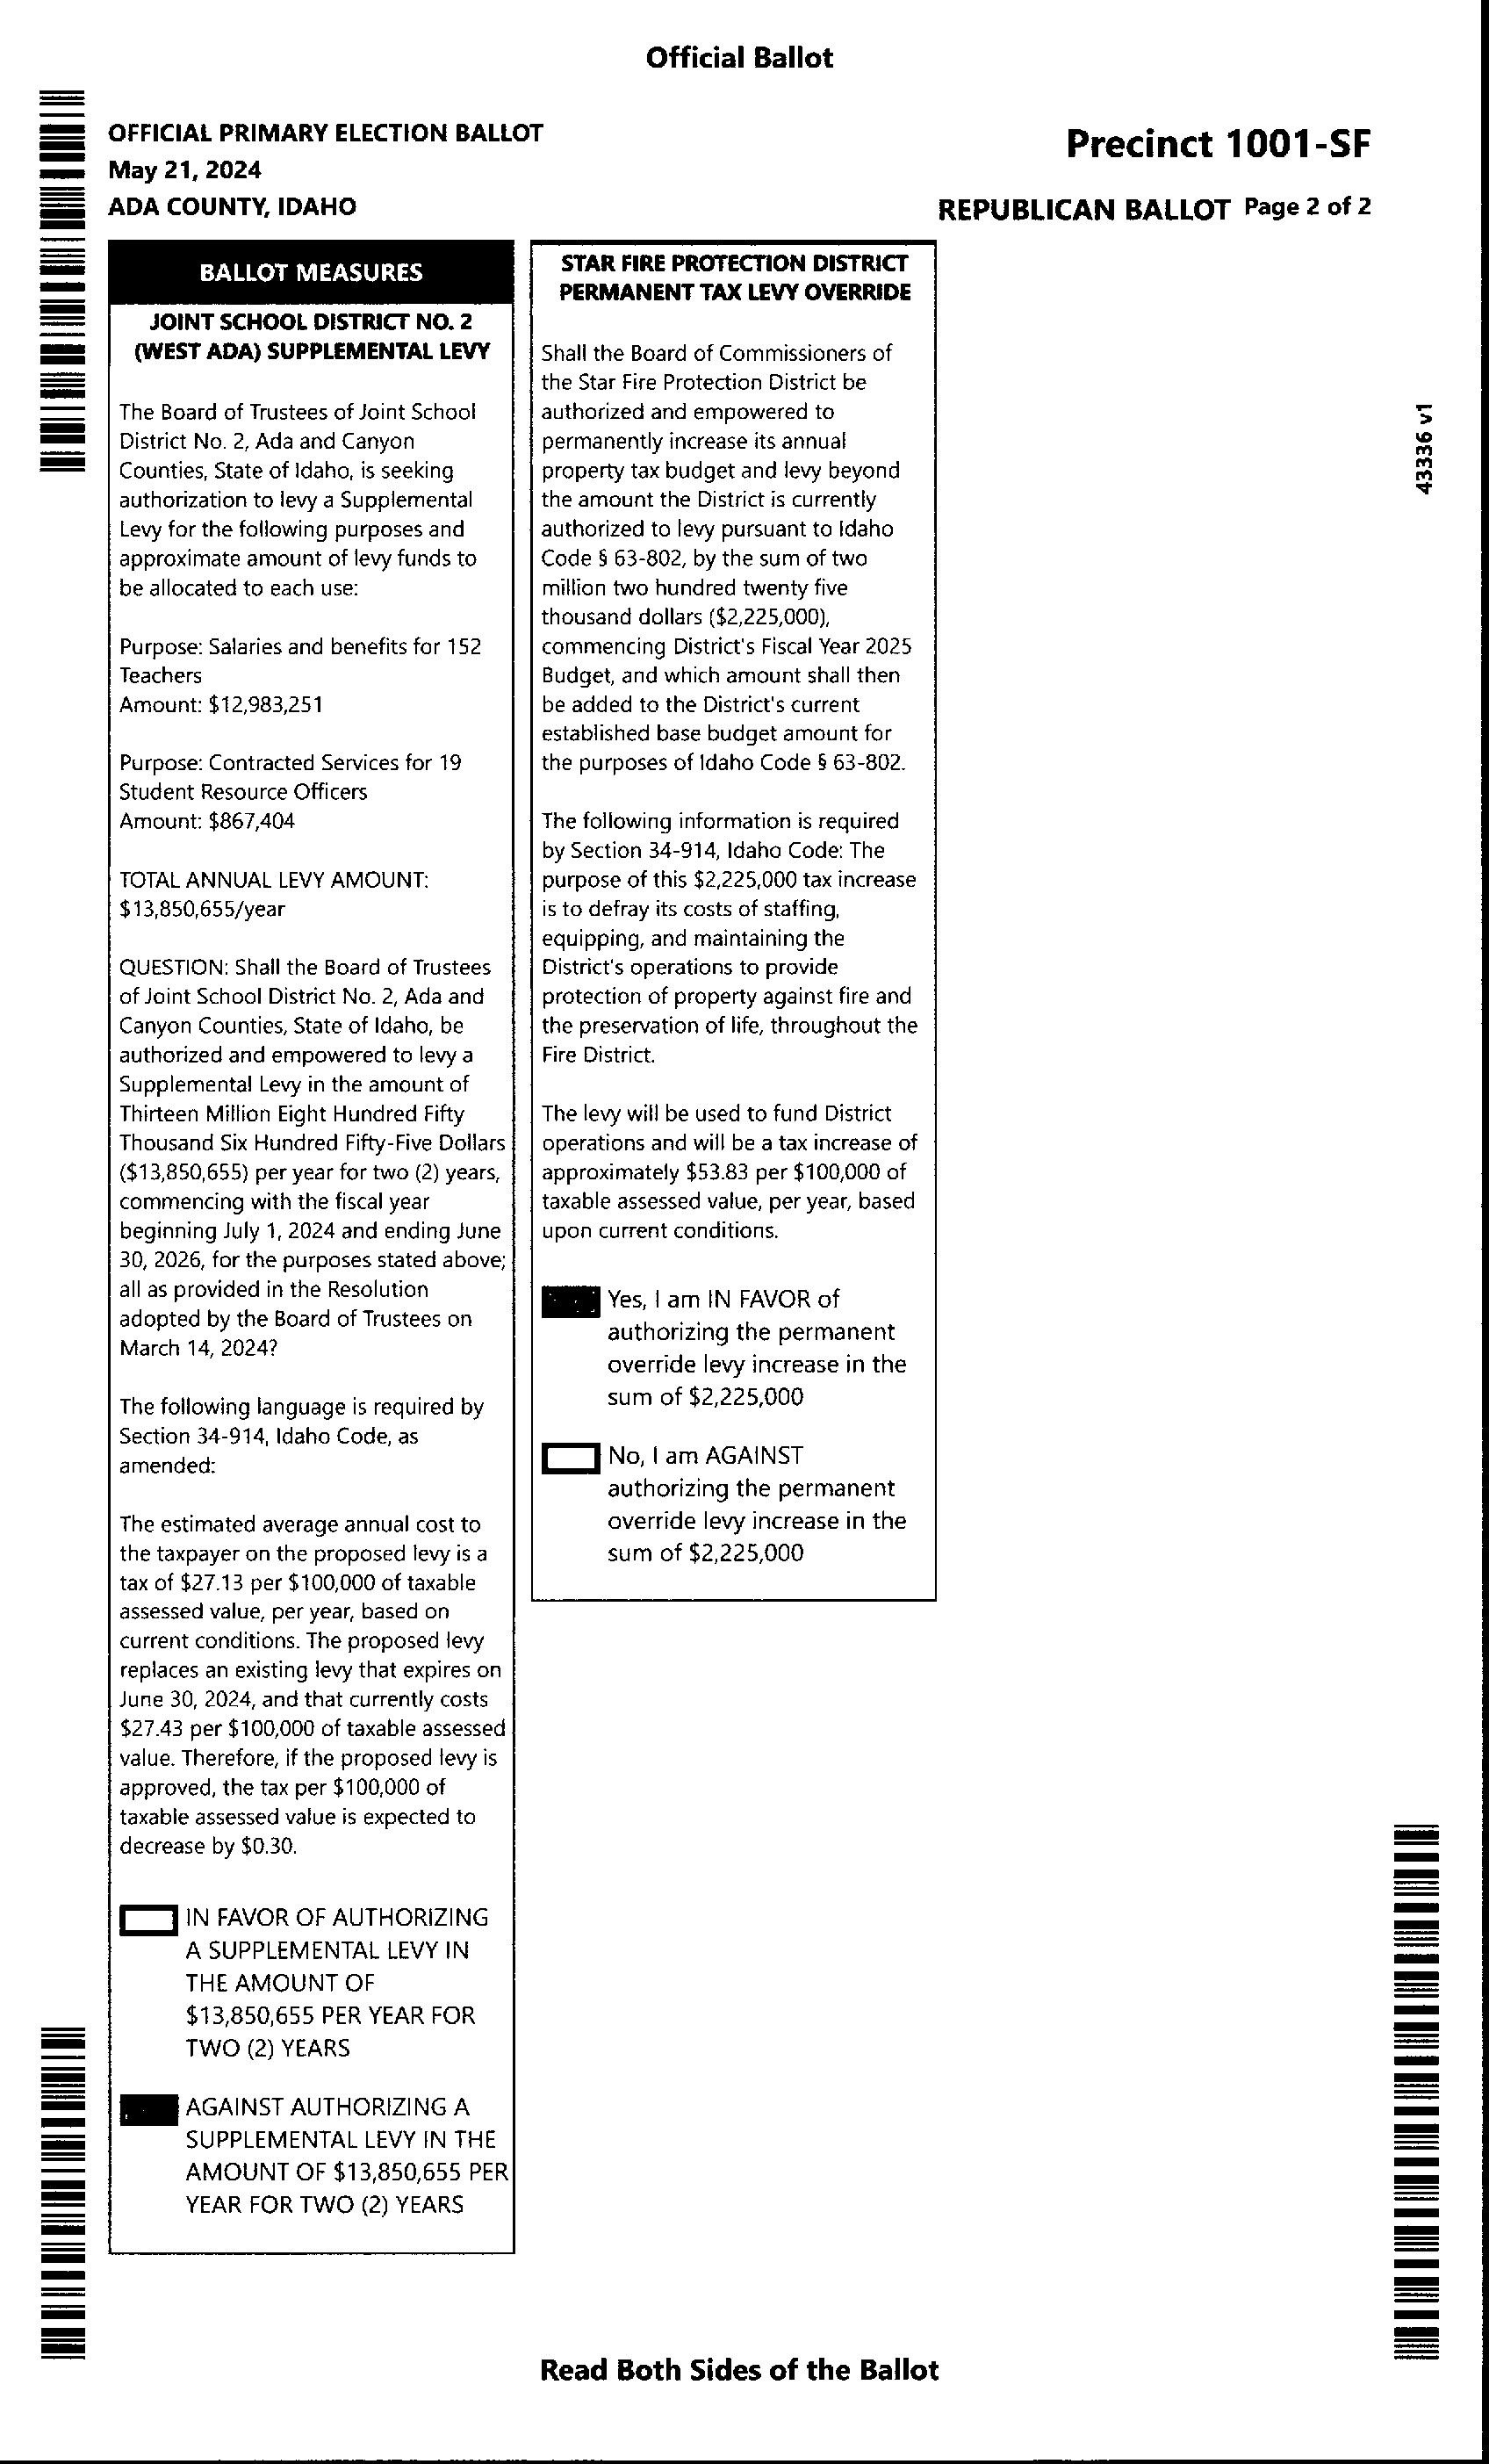 Official Ballot
OFFICIAL PRIMARY ELECTION BALLOT
May 21, 2024
ADA COUNTY, IDAHO
Precinct 1001-SF
REPUBLICAN BALLOT Page 2 of 2
BALLOT MEASURES
JOINT SCHOOL DISTRICT NO. 2
(WEST ADA) SUPPLEMENTAL LEVY
The Board of Trustees of Joint School
District No. 2, Ada and Canyon
Counties, State of Idaho, is seeking
authorization to levy a Supplemental
Levy for the following purposes and
approximate amount of levy funds to
be allocated to each use:
Purpose: Salaries and benefits for 152
Teachers
Amount: $12,983,251
Purpose: Contracted Services for 19
Student Resource Officers
Amount: $867,404
TOTAL ANNUAL LEVY AMOUNT:
$13,850,655/year
QUESTION: Shall the Board of Trustees
of Joint School District No. 2, Ada and
Canyon Counties, State of Idaho, be
authorized and empowered to levy a
Supplemental Levy in the amount of
Thirteen Million Eight Hundred Fifty
Thousand Six Hundred Fifty-Five Dollars
($13,850,655) per year for two (2) years,
commencing with the fiscal year
beginning July 1, 2024 and ending June
30, 2026, for the purposes stated above;
all as provided in the Resolution
adopted by the Board of Trustees on
March 14, 2024?
The following language is required by
Section 34-914, Idaho Code, as
amended:
The estimated average annual cost to
the taxpayer on the proposed levy is a
tax of $27.13 per $100,000 of taxable
assessed value, per year, based on
current conditions. The proposed levy
replaces an existing levy that expires on
June 30, 2024, and that currently costs
$27.43 per $100,000 of taxable assessed
value. Therefore, if the proposed levy is
approved, the tax per $100,000 of
taxable assessed value is expected to
decrease by $0.30.
IN FAVOR OF AUTHORIZING
A SUPPLEMENTAL LEVY IN
THE AMOUNT OF
$13,850,655 PER YEAR FOR
TWO (2) YEARS
AGAINST AUTHORIZING A
SUPPLEMENTAL LEVY IN THE
AMOUNT OF $13,850,655 PER
YEAR FOR TWO (2) YEARS
STAR FIRE PROTECTION DISTRICT
PERMANENT TAX LEVY OVERRIDE
Shall the Board of Commissioners of
the Star Fire Protection District be
authorized and empowered to
permanently increase its annual
property tax budget and levy beyond
the amount the District is currently
authorized to levy pursuant to Idaho
Code § 63-802, by the sum of two
million two hundred twenty five
thousand dollars ($2,225,000),
commencing District's Fiscal Year 2025
Budget, and which amount shall then
be added to the District's current
established base budget amount for
the purposes of Idaho Code § 63-802.
The following information is required
by Section 34-914, Idaho Code: The
purpose of this $2,225,000 tax increase
is to defray its costs of staffing,
equipping, and maintaining the
District's operations to provide
protection of property against fire and
the preservation of life, throughout the
Fire District.
The levy will be used to fund District
operations and will be a tax increase of
approximately $53.83 per $100,000 of
taxable assessed value, per year, based
upon current conditions.
Yes, I am IN FAVOR of
authorizing the permanent
override levy increase in the
sum of $2,225,000
No, I am AGAINST
authorizing the permanent
override levy increase in the
sum of $2,225,000
43336 v1
Read Both Sides of the Ballot